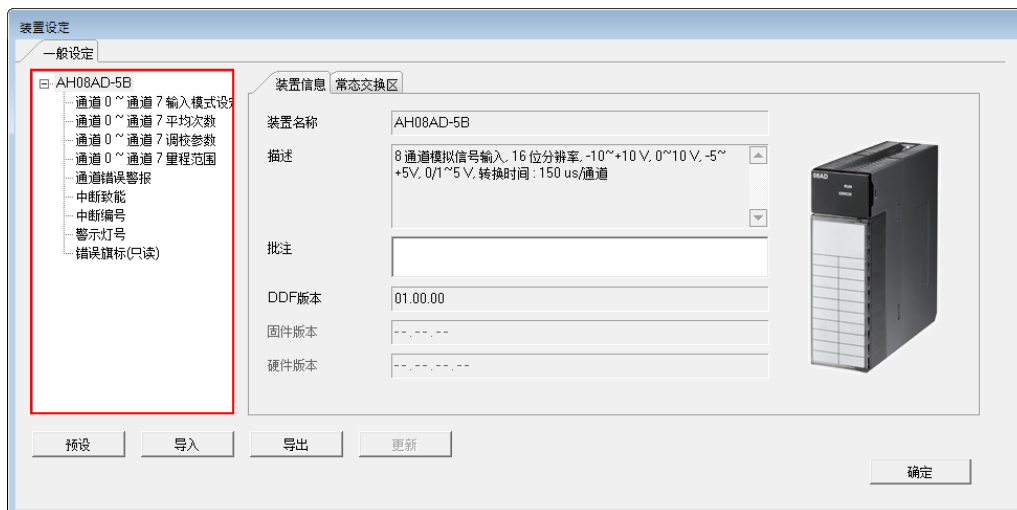 装置设定
一般设定
AH08AD-5B
通道 0 ~ 通道 7 输入模式设定
通道 0 ~ 通道 7 平均次数
通道 0 ~ 通道 7 调校参数
通道 0 ~ 通道 7 量程范围
通道错误警报
中断致能
中断编号
警示灯号
错误旗标(只读)
装置信息 常态交换区
装置名称 AH08AD-5B
描述 8 通道模拟信号输入, 16 位分辨率, -10~+10 V, 0~10 V, -5~
+5V, 0/1~5 V, 转换时间 : 150 us/通道
批注
DDF版本 01.00.00
固件版本 --.--.--
硬件版本 --.--.--.--
08AD
RUN
ERROR
预设 导入 导出 更新
确定